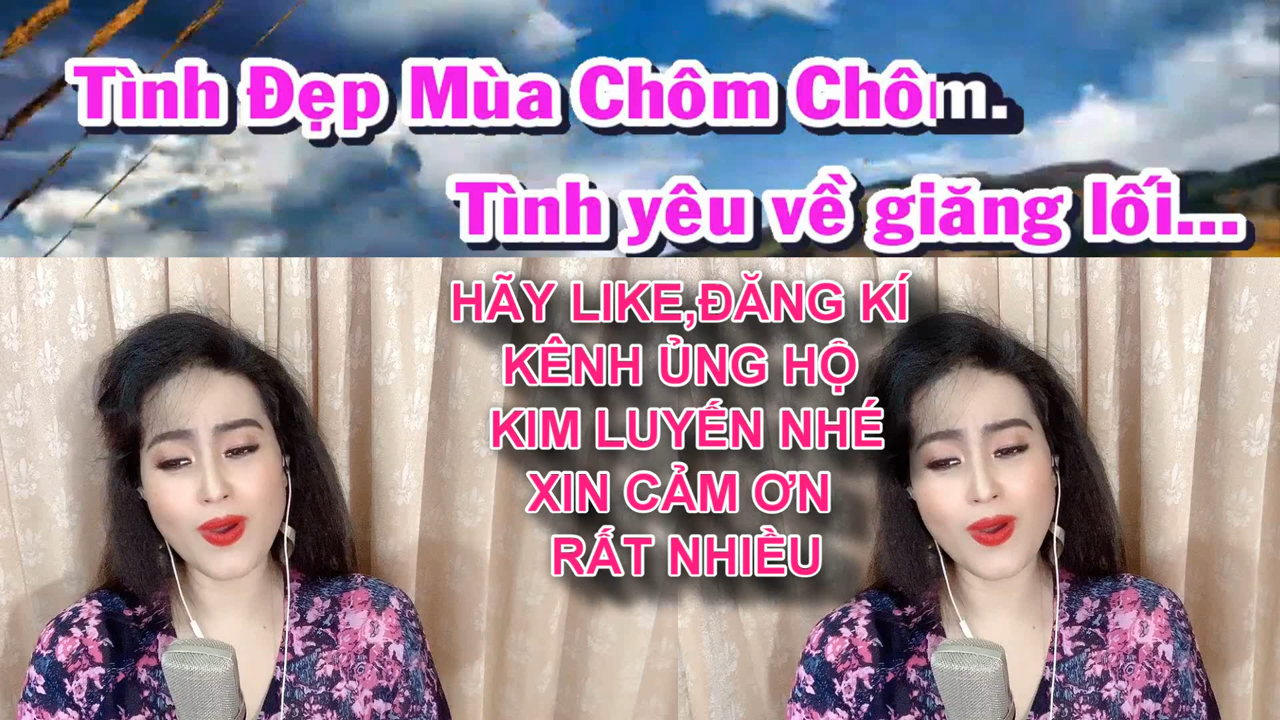 Tình Đẹp Mùa Chôm Chôm.
Tình yêu về giăng lối...
HÃY LIKE,ĐĂNG KÍ
KÊNH ỦNG HỘ
KIM LUYẾN NHÉ
XIN CẢM ƠN
RẤT NHIỀU